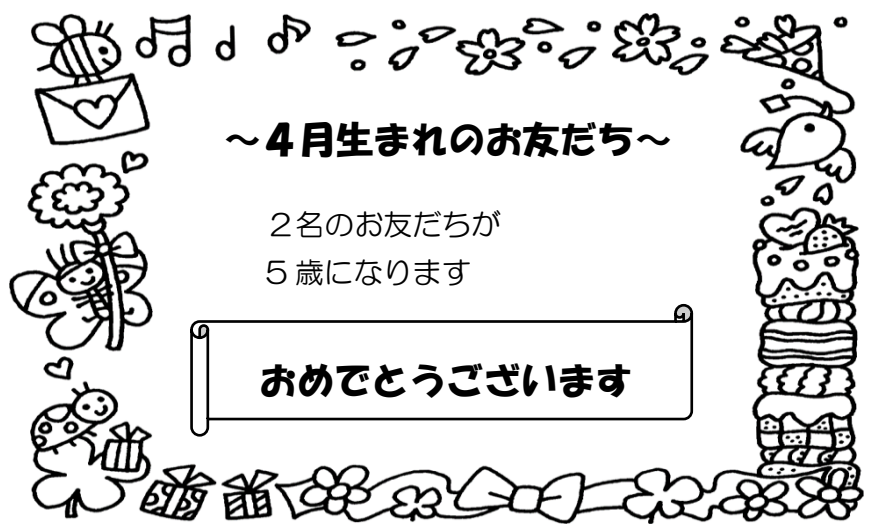 ～４月生まれのお友だち～
２名のお友だちが
５歳になります
おめでとうございます